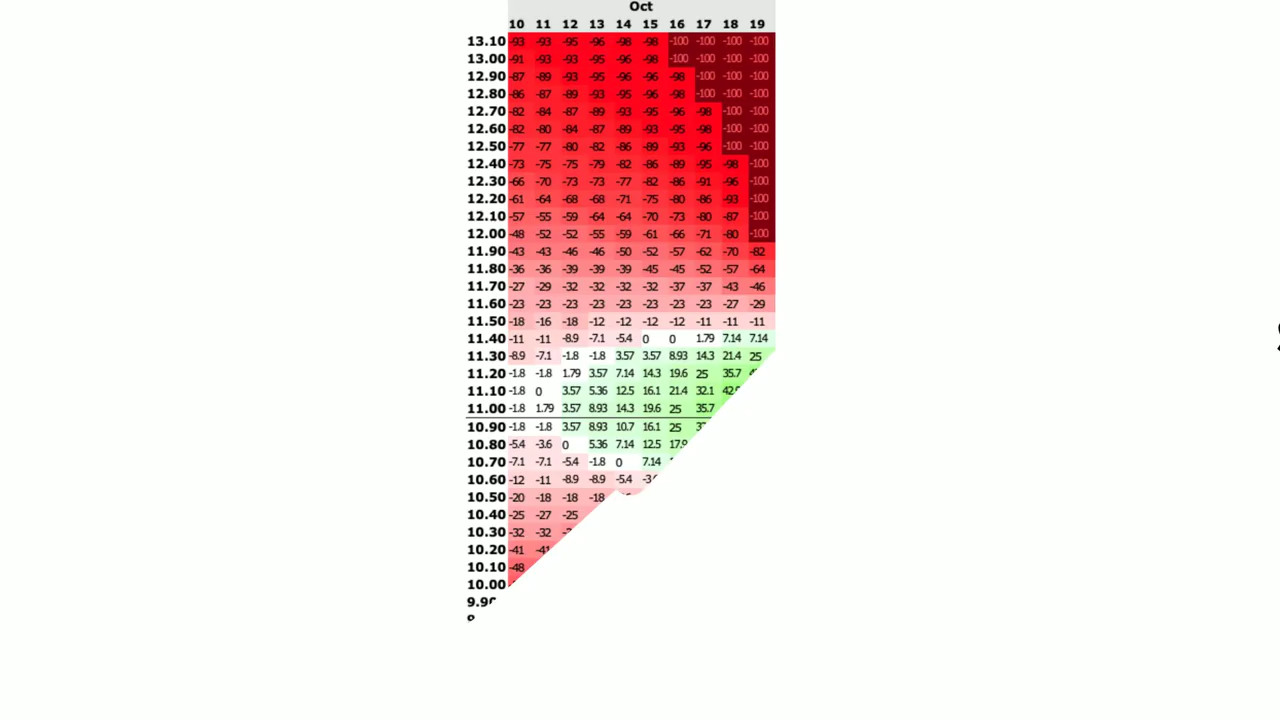 Oct
10 11 12 13 14 15 16 17 18 19
13.10 -93 -93 -95 -96 -98 -98 -100 -100 -100 -100
13.00 -91 -93 -93 -95 -96 -98 -100 -100 -100 -100
12.90 -87 -89 -93 -95 -96 -96 -98 -100 -100 -100
12.80 -86 -87 -89 -93 -95 -96 -98 -100 -100 -100
12.70 -82 -84 -87 -89 -93 -95 -96 -98 -100 -100
12.60 -82 -80 -84 -87 -89 -93 -95 -98 -100 -100
12.50 -77 -77 -80 -82 -86 -89 -93 -96 -100 -100
12.40 -73 -75 -75 -79 -82 -86 -89 -95 -98 -100
12.30 -66 -70 -73 -73 -77 -82 -86 -91 -96 -100
12.20 -61 -64 -68 -68 -71 -75 -80 -86 -93 -100
12.10 -57 -55 -59 -64 -64 -70 -73 -80 -87 -100
12.00 -48 -52 -52 -55 -59 -61 -66 -71 -80 -100
11.90 -43 -43 -46 -46 -50 -52 -57 -62 -70 -82
11.80 -36 -36 -39 -39 -39 -45 -45 -52 -57 -64
11.70 -27 -29 -32 -32 -32 -32 -37 -37 -43 -46
11.60 -23 -23 -23 -23 -23 -23 -23 -23 -27 -29
11.50 -18 -16 -18 -12 -12 -12 -12 -11 -11 -11
11.40 -11 -11 -8.9 -7.1 -5.4 0 0 1.79 7.14 7.14
11.30 -8.9 -7.1 -1.8 -1.8 3.57 3.57 8.93 14.3 21.4 25
11.20 -1.8 -1.8 1.79 3.57 7.14 14.3 19.6 25 35.7
11.10 -1.8 0 3.57 5.36 12.5 16.1 21.4 32.1
11.00 -1.8 1.79 3.57 8.93 14.3 19.6 25 35.7
10.90 -1.8 -1.8 3.57 8.93 10.7 16.1 25
10.80 -5.4 -3.6 0 5.36 7.14 12.5 17.9
10.70 -7.1 -7.1 -5.4 -1.8 0 7.14
10.60 -12 -11 -8.9 -8.9 -5.4
10.50 -20 -18 -18 -18
10.40 -25 -27 -25
10.30 -32 -32
10.20 -41 -41
10.10 -48
10.00